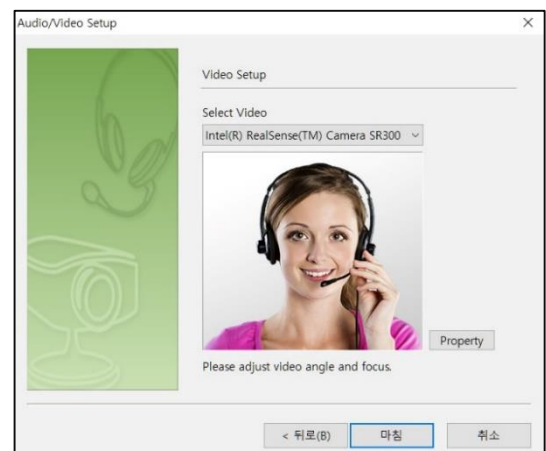 Audio/Video Setup
Video Setup
Select Video
Intel(R) RealSense(TM) Camera SR300
Property
Please adjust video angle and focus.
< 뒤로(B) 마침 취소